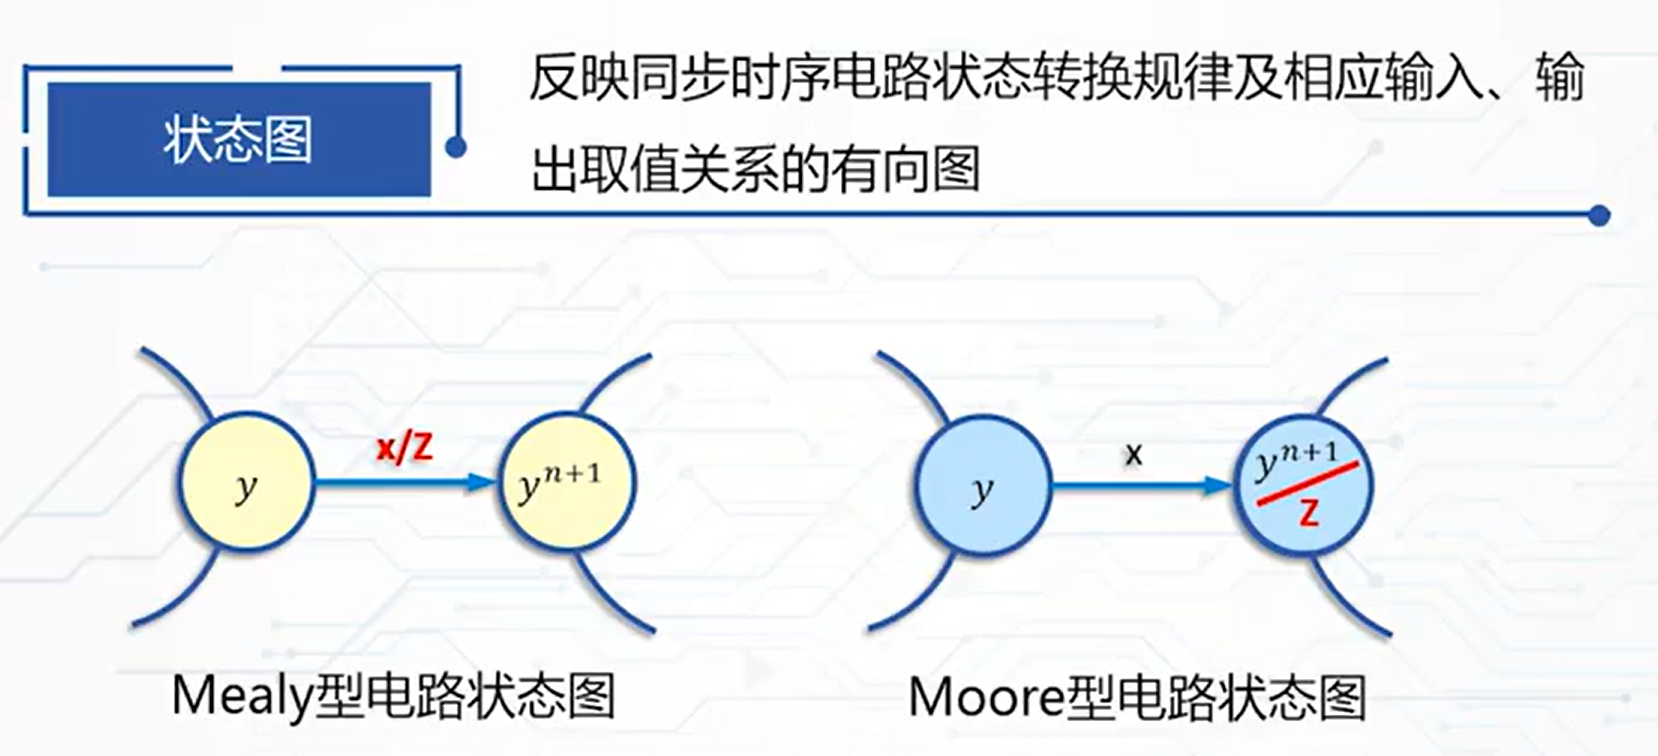 状态图
反映同步时序电路状态转换规律及相应输入、输
出取值关系的有向图
y
x/Z
yⁿ⁺¹
y
x
yⁿ⁺¹
Z
Mealy型电路状态图
Moore型电路状态图